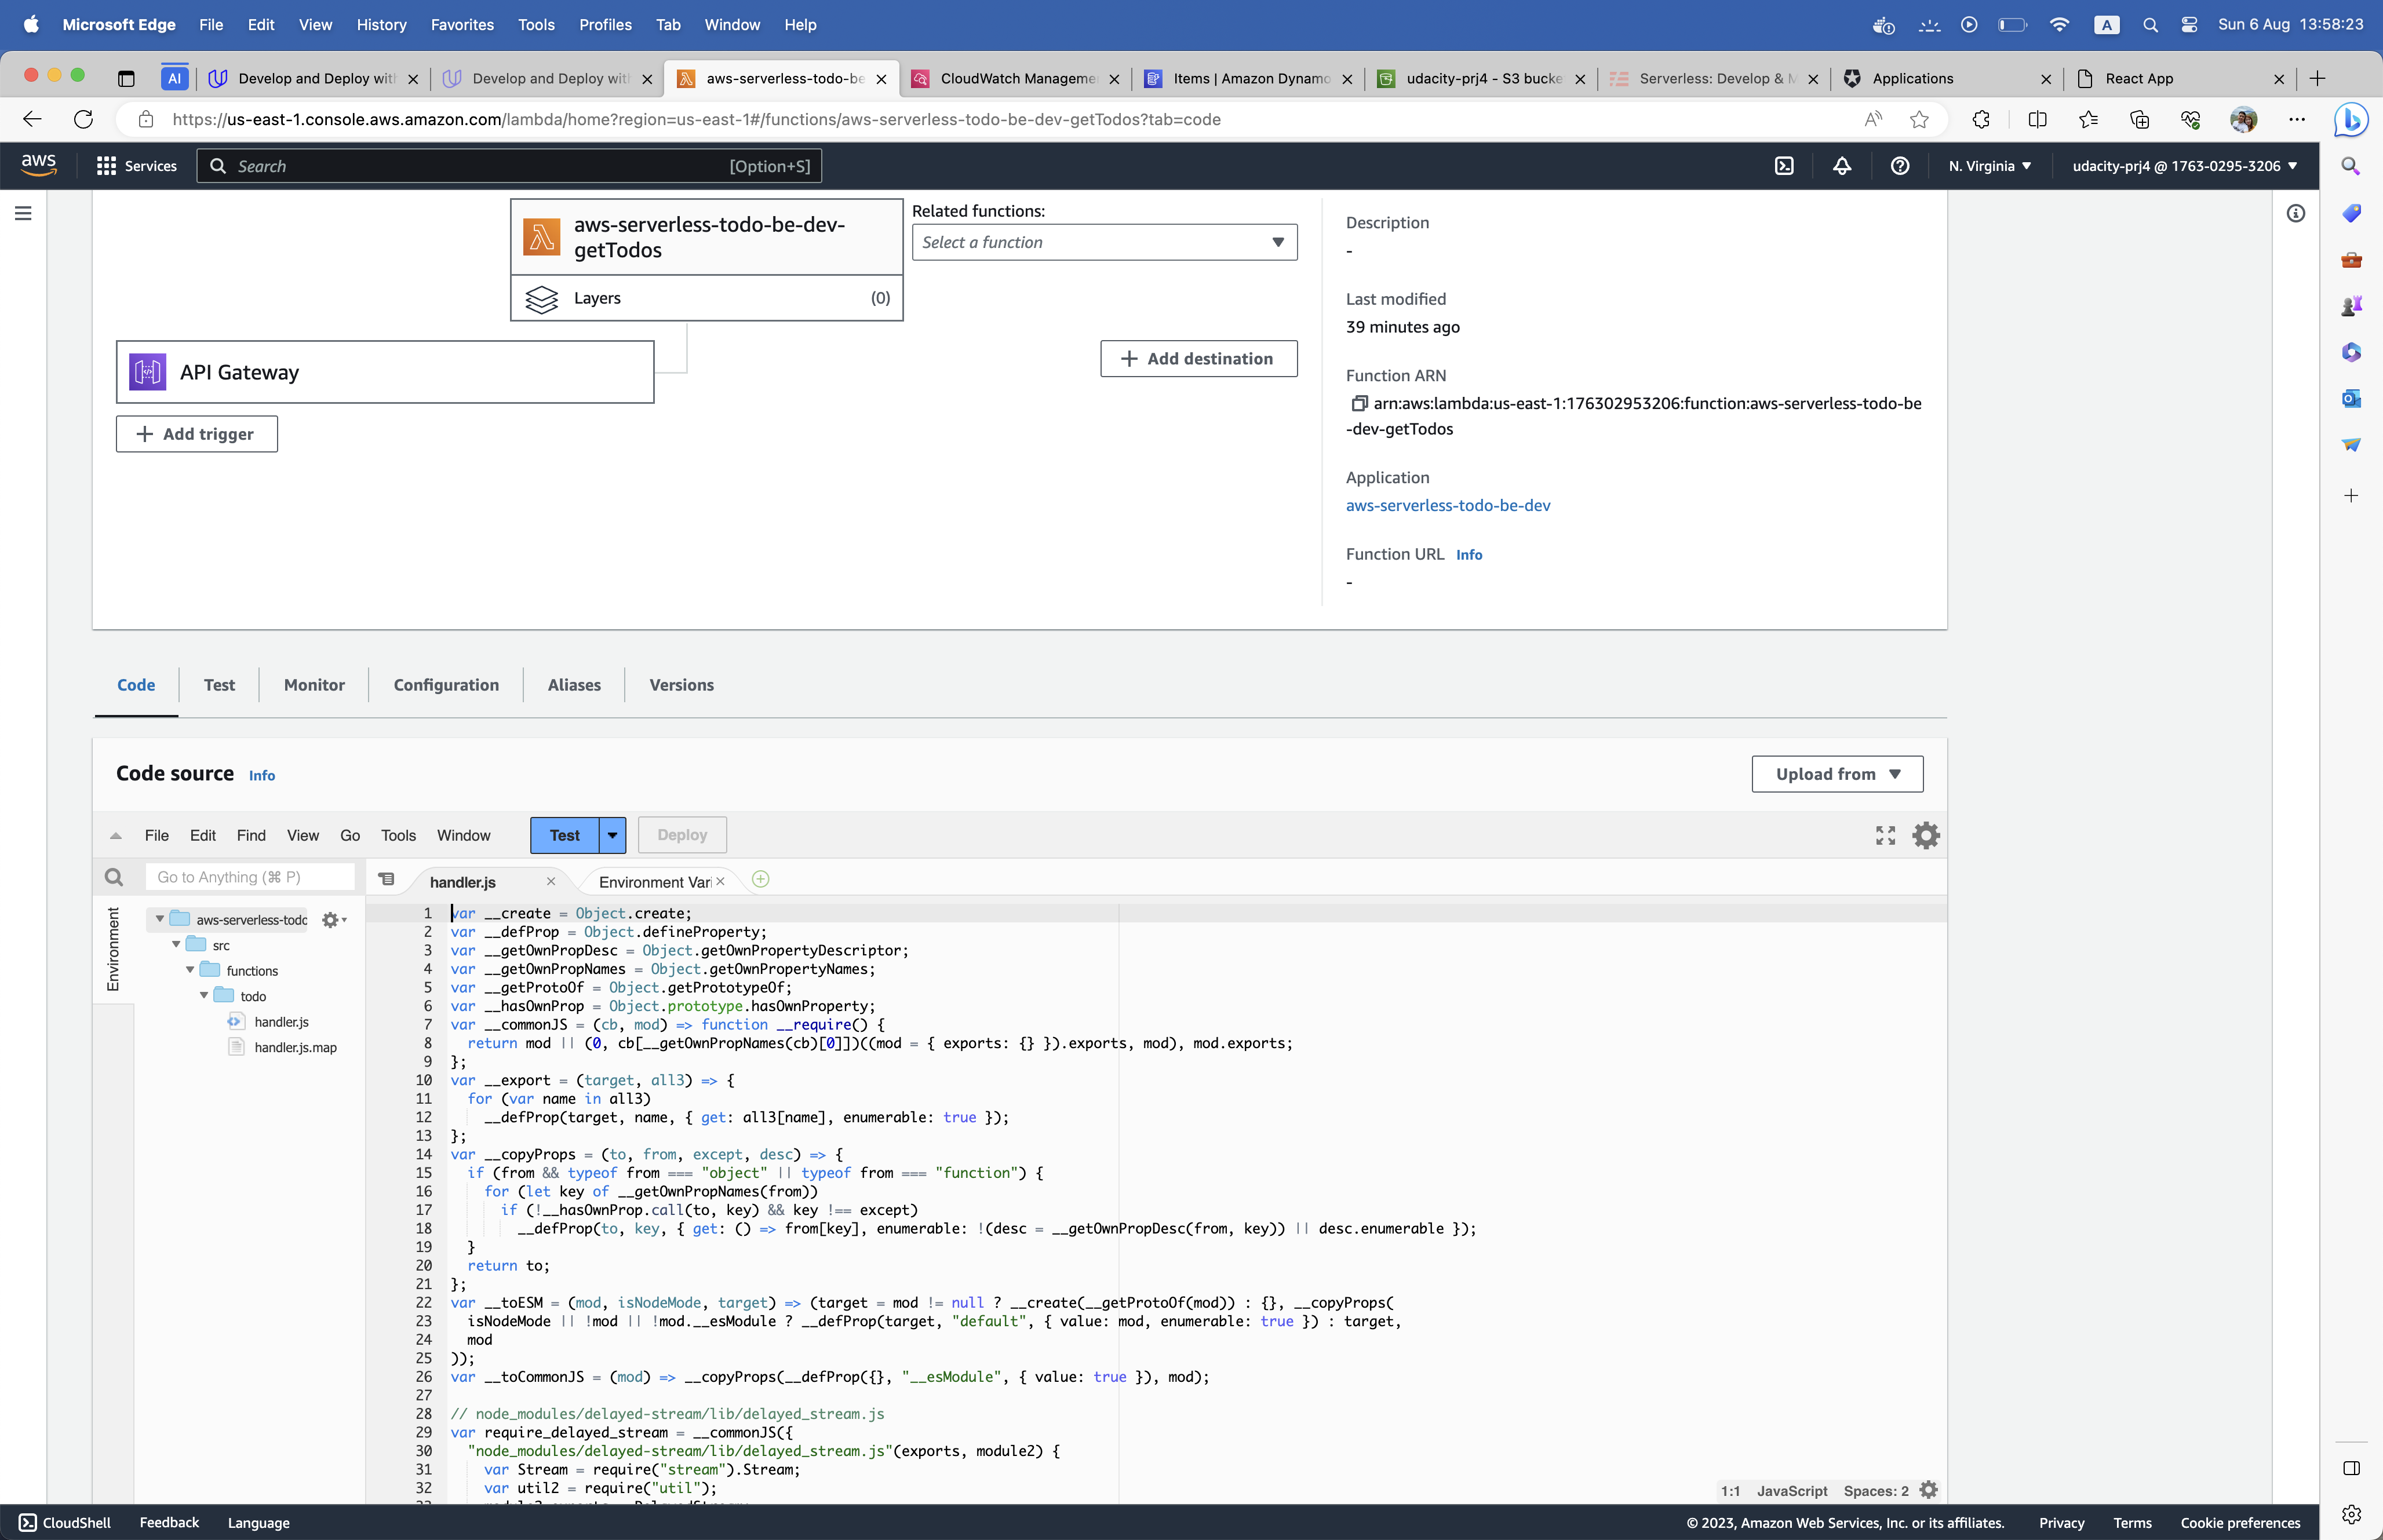 Microsoft Edge File Edit View History Favorites Tools Profiles Tab Window Help A Sun 6 Aug 13:58:23
AI Develop and Deploy with Develop and Deploy with aws-serverless-todo-be CloudWatch Manageme Items | Amazon Dynamo udacity-prj4 - S3 bucke Serverless: Develop & M Applications React App
https://us-east-1.console.aws.amazon.com/lambda/home?region=us-east-1#/functions/aws-serverless-todo-be-dev-getTodos?tab=code
aws Services Search [Option+S] N. Virginia udacity-prj4 @ 1763-0295-3206
aws-serverless-todo-be-dev-
getTodos
Layers (0)
Related functions:
Select a function
API Gateway
Add trigger
Add destination
Description
-
Last modified
39 minutes ago
Function ARN
arn:aws:lambda:us-east-1:176302953206:function:aws-serverless-todo-be
-dev-getTodos
Application
aws-serverless-todo-be-dev
Function URL Info
-
Code Test Monitor Configuration Aliases Versions
Code source Info
Upload from
File Edit Find View Go Tools Window Test Deploy
Go to Anything (⌘ P)
handler.js Environment Vari
Environment
aws-serverless-todo
src
functions
todo
handler.js
handler.js.map
1 var __create = Object.create;
2 var __defProp = Object.defineProperty;
3 var __getOwnPropDesc = Object.getOwnPropertyDescriptor;
4 var __getOwnPropNames = Object.getOwnPropertyNames;
5 var __getProtoOf = Object.getPrototypeOf;
6 var __hasOwnProp = Object.prototype.hasOwnProperty;
7 var __commonJS = (cb, mod) => function __require() {
8 return mod || (0, cb[__getOwnPropNames(cb)[0]])((mod = { exports: {} }).exports, mod), mod.exports;
9 };
10 var __export = (target, all3) => {
11 for (var name in all3)
12 __defProp(target, name, { get: all3[name], enumerable: true });
13 };
14 var __copyProps = (to, from, except, desc) => {
15 if (from && typeof from === "object" || typeof from === "function") {
16 for (let key of __getOwnPropNames(from))
17 if (!__hasOwnProp.call(to, key) && key !== except)
18 __defProp(to, key, { get: () => from[key], enumerable: !(desc = __getOwnPropDesc(from, key)) || desc.enumerable });
19 }
20 return to;
21 };
22 var __toESM = (mod, isNodeMode, target) => (target = mod != null ? __create(__getProtoOf(mod)) : {}, __copyProps(
23 isNodeMode || !mod || !mod.__esModule ? __defProp(target, "default", { value: mod, enumerable: true }) : target,
24 mod
25 ));
26 var __toCommonJS = (mod) => __copyProps(__defProp({}, "__esModule", { value: true }), mod);
27
28 // node_modules/delayed-stream/lib/delayed_stream.js
29 var require_delayed_stream = __commonJS({
30 "node_modules/delayed-stream/lib/delayed_stream.js"(exports, module2) {
31 var Stream = require("stream").Stream;
32 var util2 = require("util");
1:1 JavaScript Spaces: 2
CloudShell Feedback Language © 2023, Amazon Web Services, Inc. or its affiliates. Privacy Terms Cookie preferences